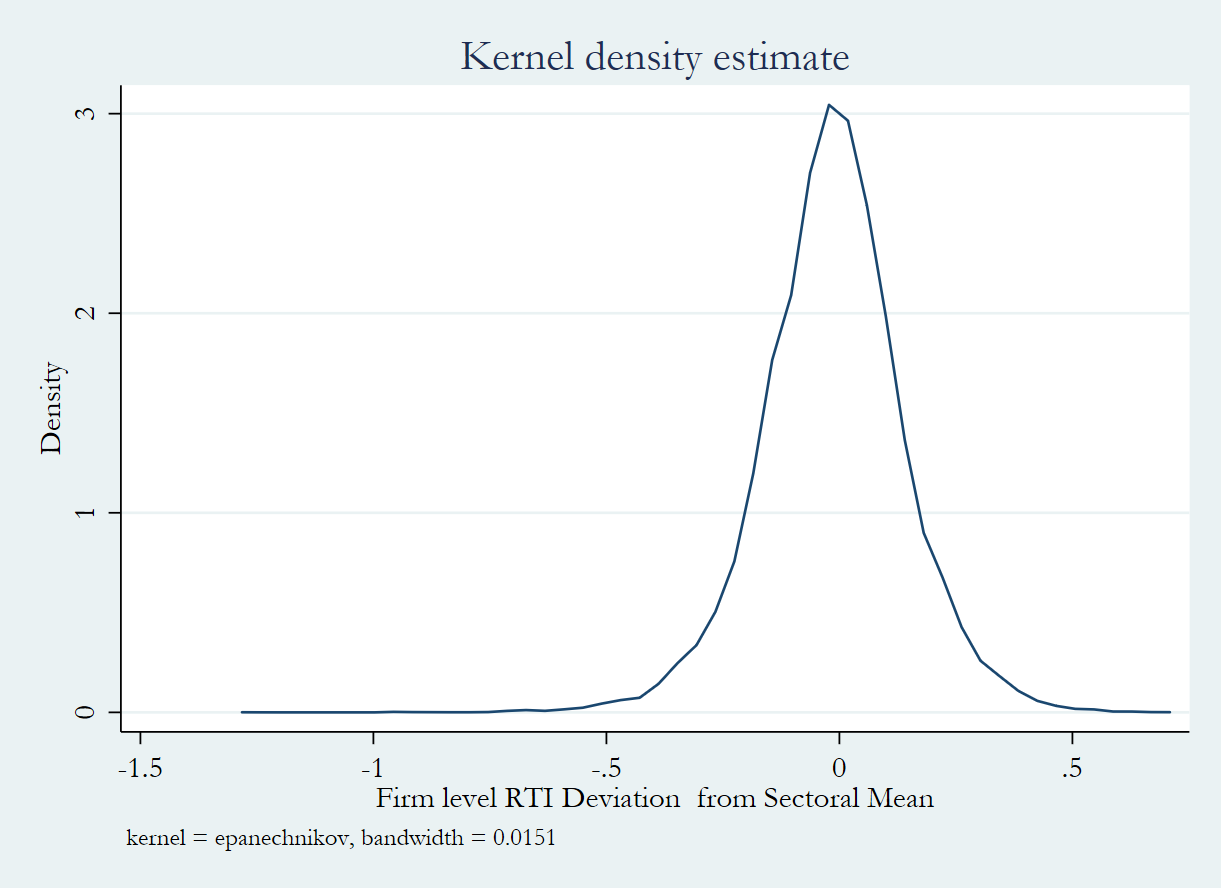 Kernel density estimate
3
2
1
0
Density
-1.5 -1 -.5 0 .5
Firm level RTI Deviation  from Sectoral Mean
kernel = epanechnikov, bandwidth = 0.0151